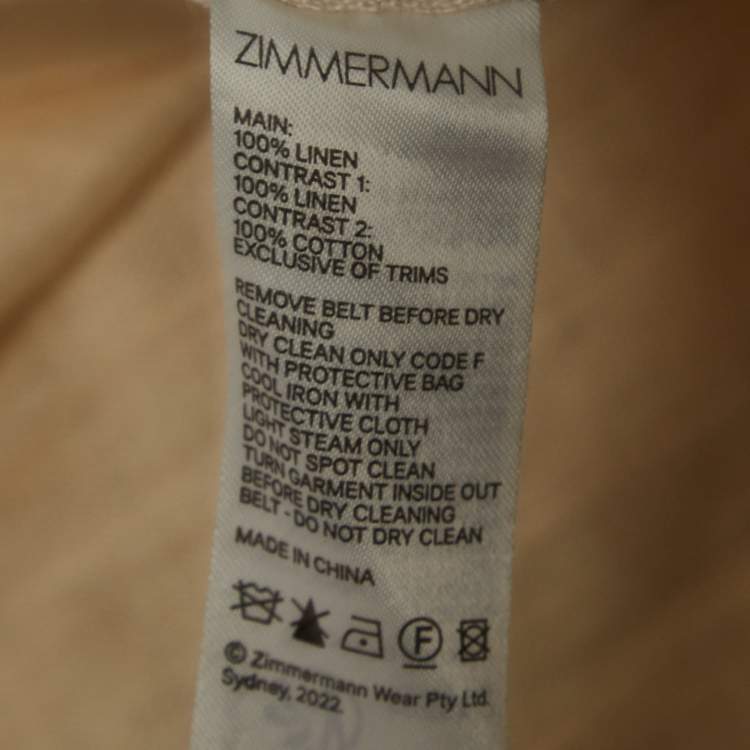 ZIMMERMANN
MAIN:
100% LINEN
CONTRAST 1:
100% LINEN
CONTRAST 2:
100% COTTON
EXCLUSIVE OF TRIMS
REMOVE BELT BEFORE DRY
CLEANING
DRY CLEAN ONLY CODE F
WITH PROTECTIVE BAG
COOL IRON WITH
PROTECTIVE CLOTH
LIGHT STEAM ONLY
DO NOT SPOT CLEAN
TURN GARMENT INSIDE OUT
BEFORE DRY CLEANING
BELT - DO NOT DRY CLEAN
MADE IN CHINA
F
© Zimmermann Wear Pty Ltd.
Sydney, 2022